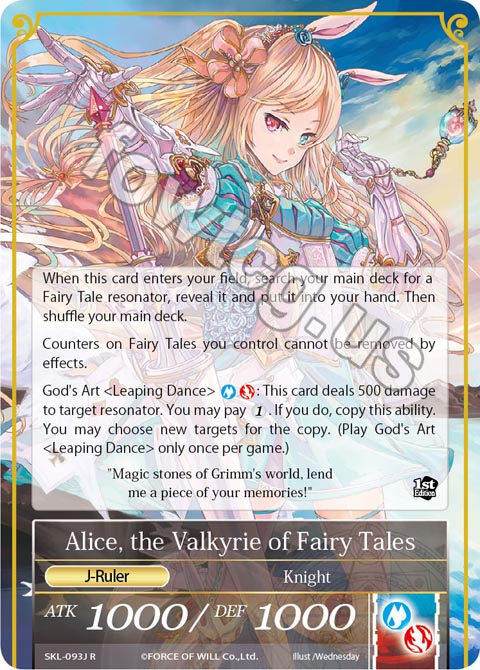 When this card enters your field, search your main deck for a
Fairy Tale resonator, reveal it and put it into your hand. Then
shuffle your main deck.
Counters on Fairy Tales you control cannot be removed by
effects.
God's Art <Leaping Dance> : This card deals 500 damage
to target resonator. You may pay 1. If you do, copy this ability.
You may choose new targets for the copy. (Play God's Art
<Leaping Dance> only once per game.)
"Magic stones of Grimm's world, lend
me a piece of your memories!"
1st
Edition
Alice, the Valkyrie of Fairy Tales
J-Ruler Knight
ATK 1000 / DEF 1000
SKL-093J R ©FORCE OF WILL Co.,Ltd. Illust /Wednesday
fowtcg.us